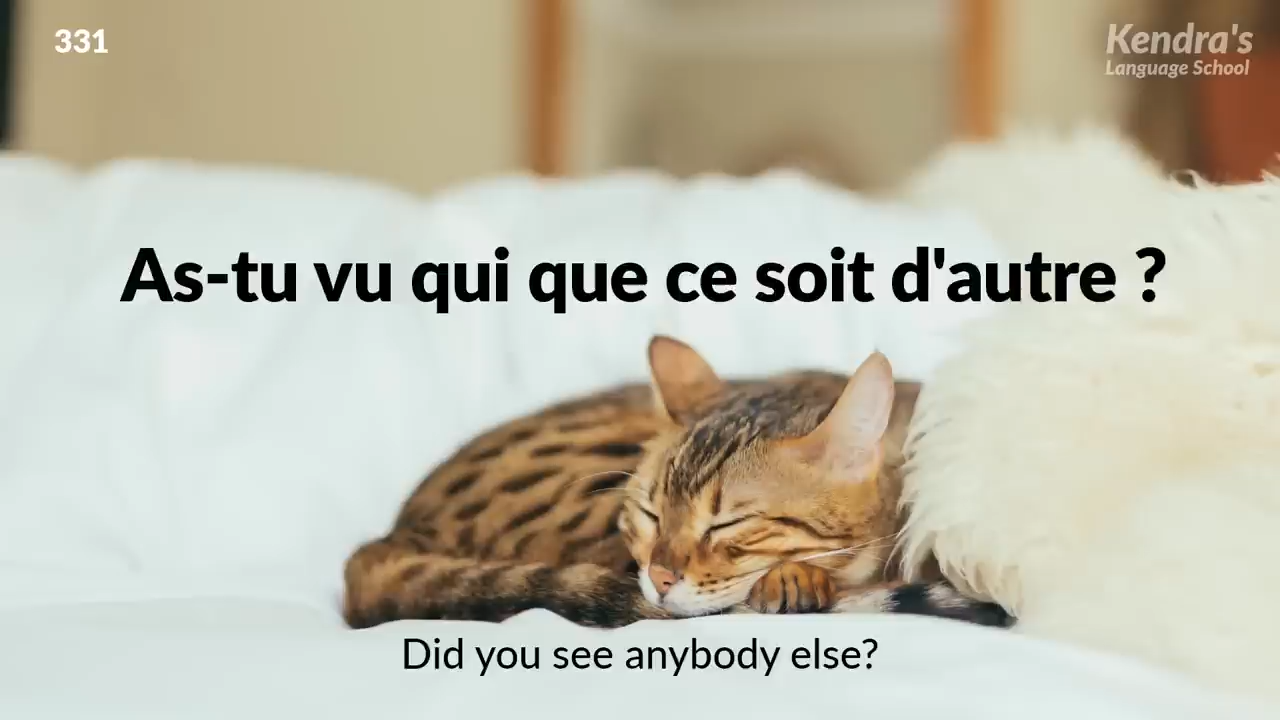 331
Kendra's
Language School
As-tu vu qui que ce soit d'autre ?
Did you see anybody else?